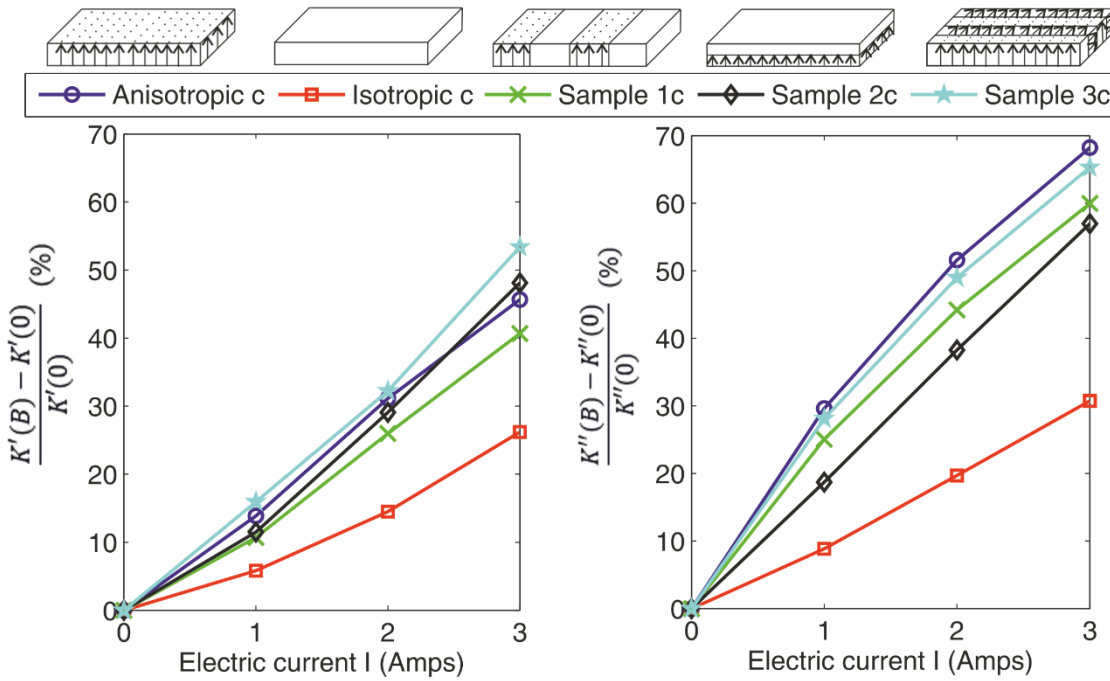 Anisotropic c Isotropic c Sample 1c Sample 2c Sample 3c
70
60
50
40
30
20
10
0
0 1 2 3
Electric current I (Amps)
K′(B) − K′(0)
K′(0)
(%)
70
60
50
40
30
20
10
0
0 1 2 3
Electric current I (Amps)
K′′(B) − K′′(0)
K′′(0)
(%)